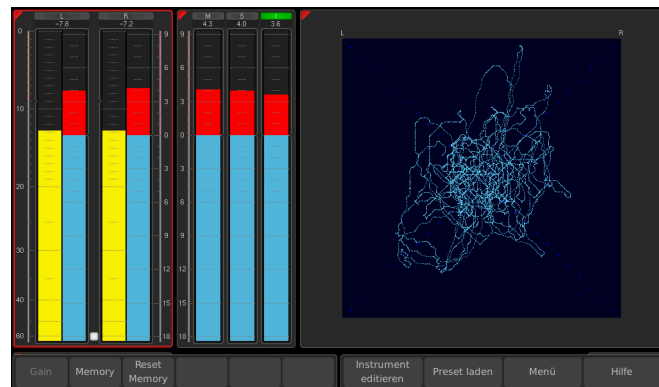 L R
-7.8 -7.2
M S I
4.3 4.0 3.6
L R
0 9 9
6 6
10 3 3
0 0
20 3 3
6 6
30 9 9
40 12 12
15 15
60 18 18
Gain Memory Reset Memory Instrument editieren Preset laden Menü Hilfe